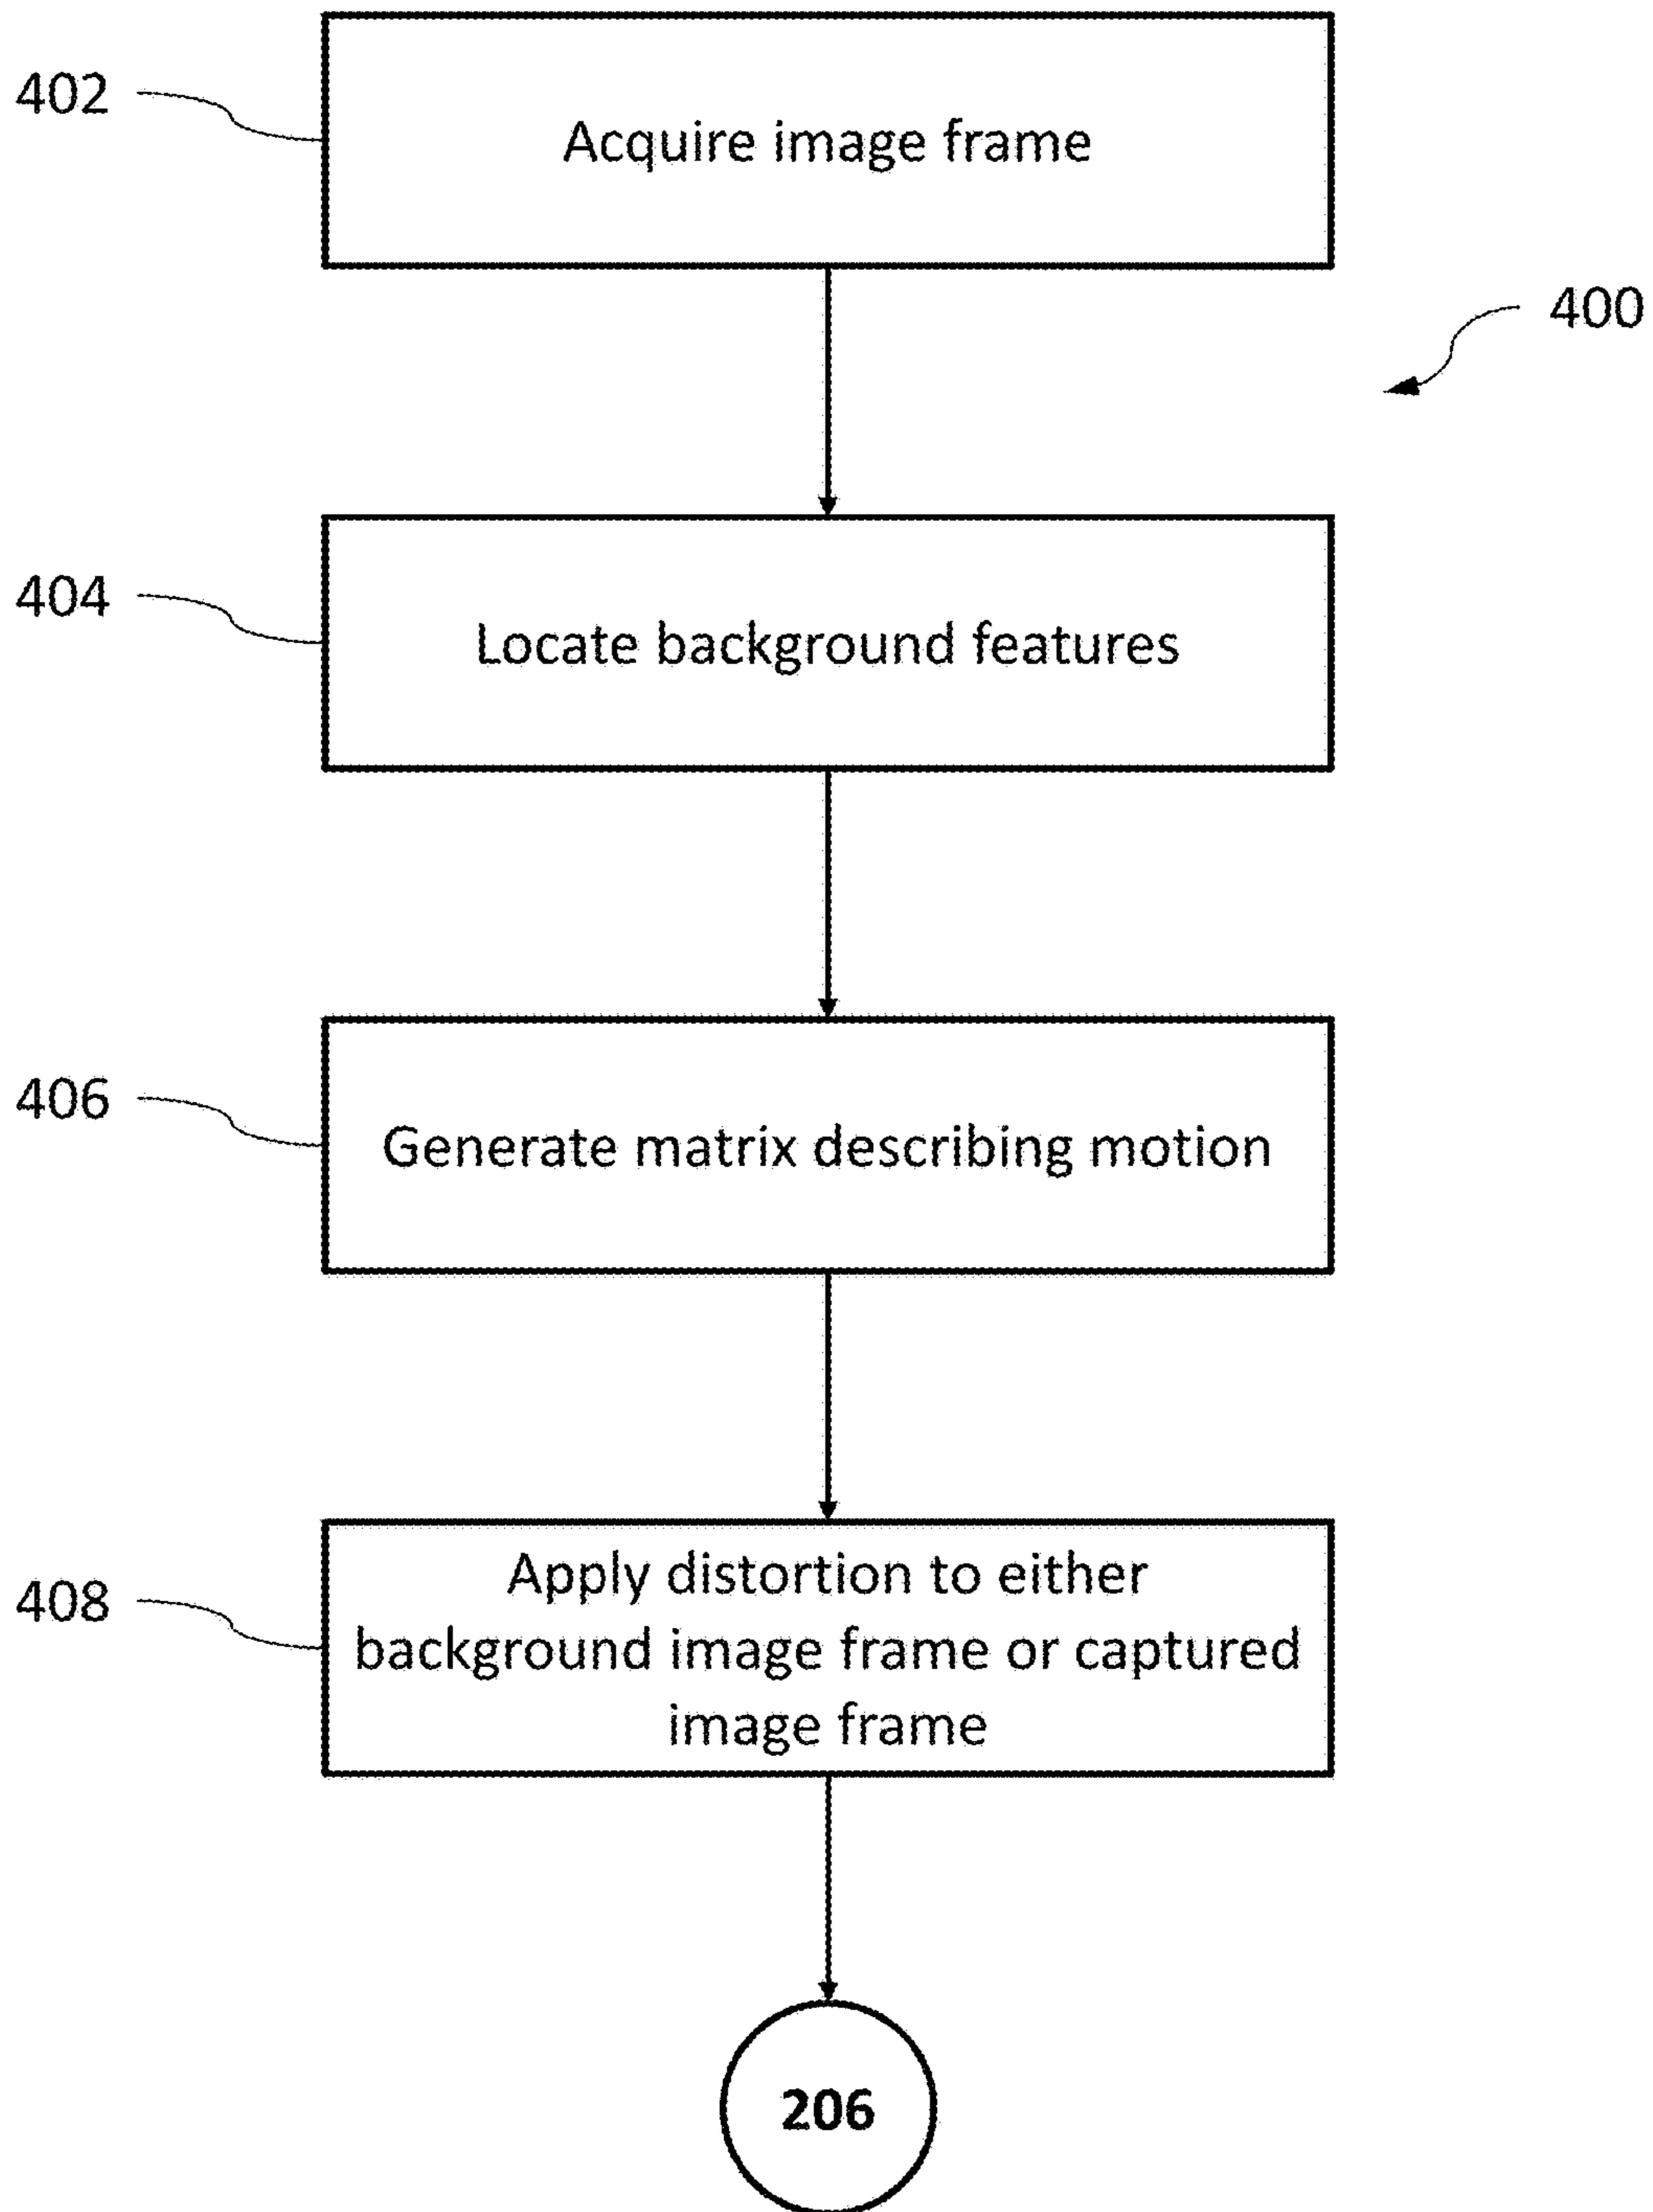 402
Acquire image frame
400
404
Locate background features
406
Generate matrix describing motion
408
Apply distortion to either
background image frame or captured
image frame
206